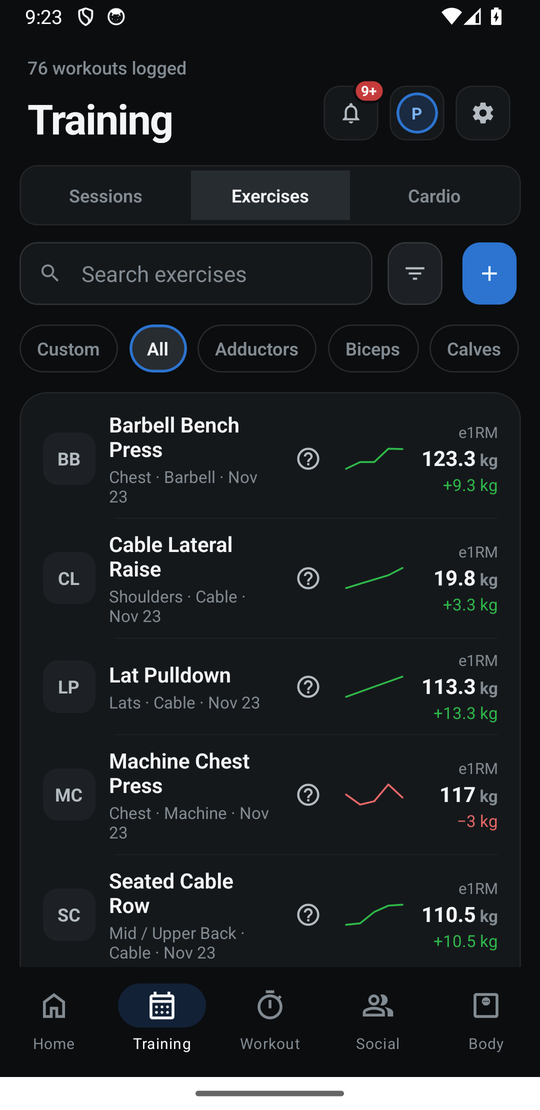 9:23
76 workouts logged
Training
9+
P
Sessions
Exercises
Cardio
Search exercises
Custom
All
Adductors
Biceps
Calves
BB
Barbell Bench
Press
Chest · Barbell · Nov
23
e1RM
123.3 kg
+9.3 kg
CL
Cable Lateral
Raise
Shoulders · Cable ·
Nov 23
e1RM
19.8 kg
+3.3 kg
LP
Lat Pulldown
Lats · Cable · Nov 23
e1RM
113.3 kg
+13.3 kg
MC
Machine Chest
Press
Chest · Machine · Nov
23
e1RM
117 kg
−3 kg
SC
Seated Cable
Row
Mid / Upper Back ·
Cable · Nov 23
e1RM
110.5 kg
+10.5 kg
Home
Training
Workout
Social
Body